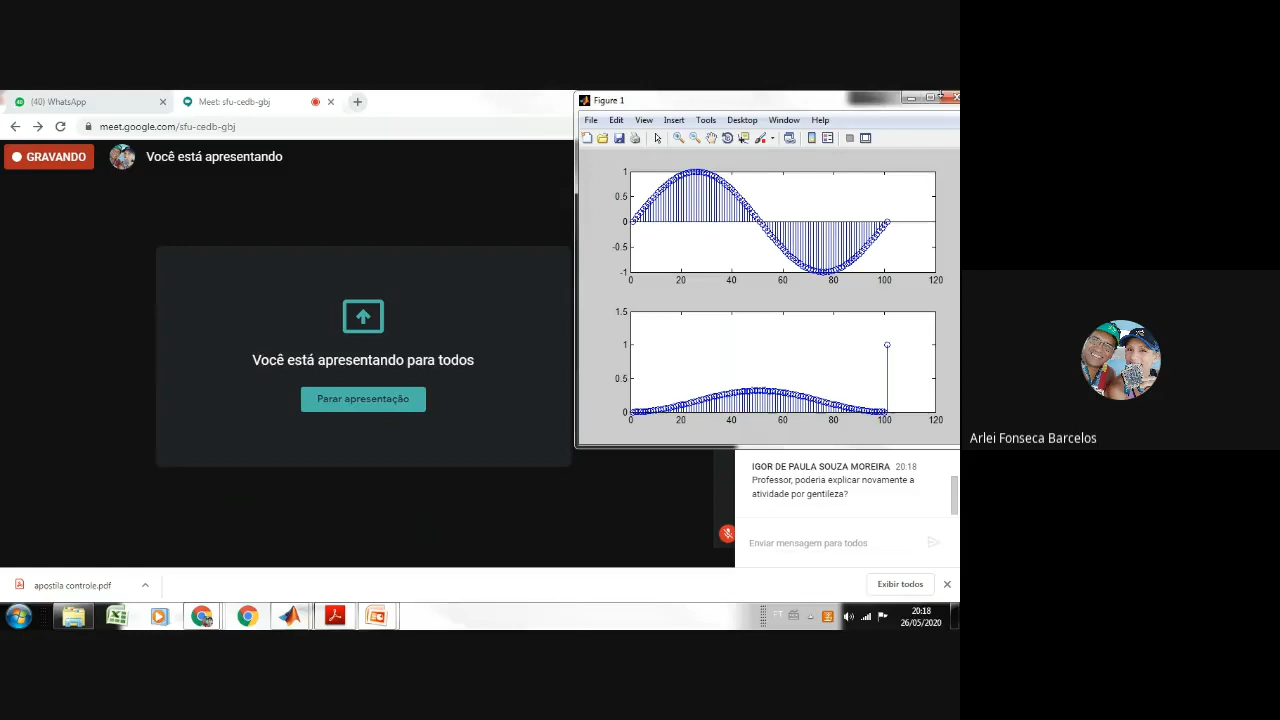 (40) WhatsApp
Meet: sfu-cedb-gbj
meet.google.com/sfu-cedb-gbj
GRAVANDO
Você está apresentando
Você está apresentando para todos
Parar apresentação
Figure 1
File Edit View Insert Tools Desktop Window Help
1
0.5
0
-0.5
-1
0 20 40 60 80 100 120
1.5
1
0.5
0
0 20 40 60 80 100 120
IGOR DE PAULA SOUZA MOREIRA 20:18
Professor, poderia explicar novamente a
atividade por gentileza?
Enviar mensagem para todos
Arlei Fonseca Barcelos
apostila controle.pdf
Exibir todos
PT
20:18
26/05/2020